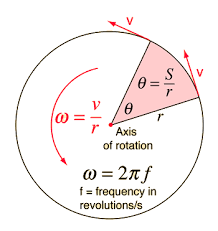 v
v
θ = S/r
θ
r
ω = v/r
Axis
of rotation
ω = 2πf
f = frequency in
revolutions/s